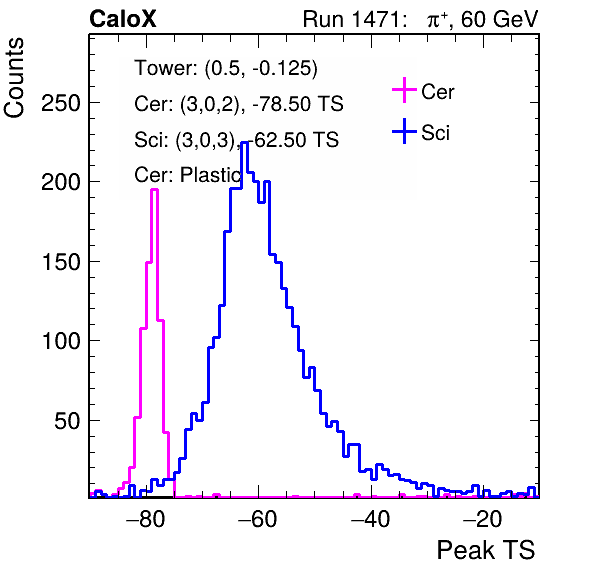 CaloX Run 1471: π⁺, 60 GeV
Counts
Tower: (0.5, -0.125)
Cer: (3,0,2), -78.50 TS
Sci: (3,0,3), -62.50 TS
Cer: Plastic
Cer
Sci
250
200
150
100
50
−80 −60 −40 −20
Peak TS